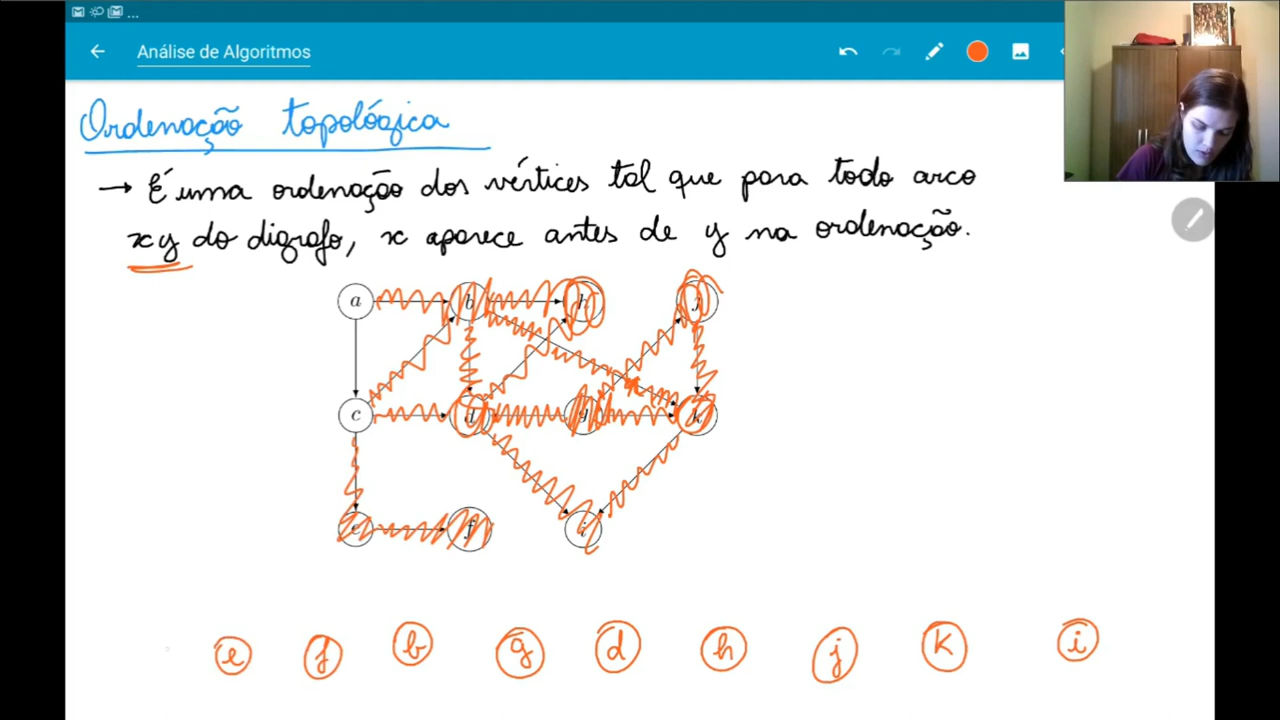 Análise de Algoritmos
Ordenação topológica
→ É uma ordenação dos vértices tal que para todo arco
xy do digrafo, x aparece antes de y na ordenação.
a b h j
c d g k
e f i
e f b g d h j k i